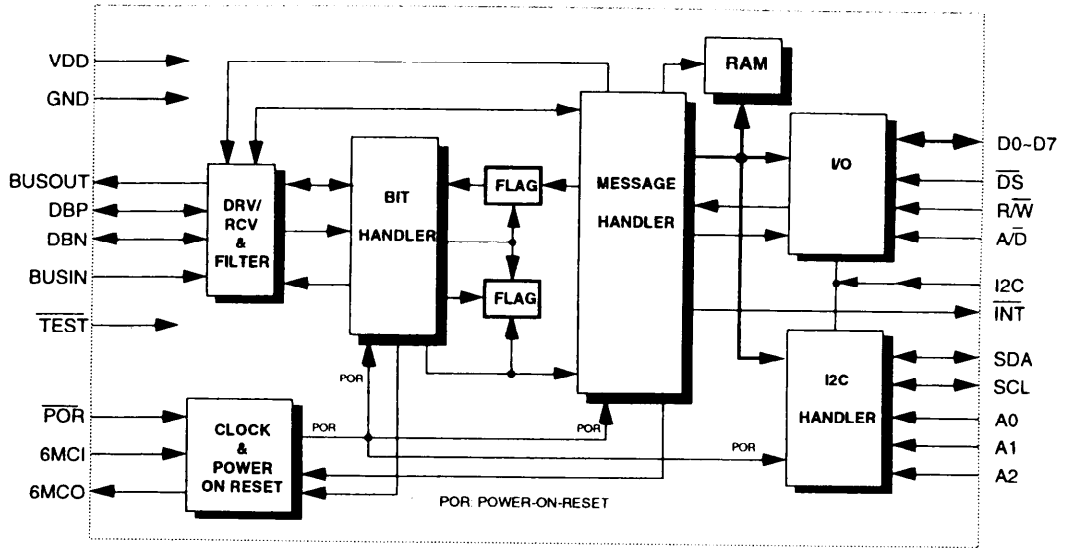 VDD
GND
BUSOUT
DBP
DBN
BUSIN
TEST
POR
6MCI
6MCO
DRV/
RCV
&
FILTER
BIT
HANDLER
FLAG
FLAG
MESSAGE
HANDLER
RAM
I/O
I2C
HANDLER
CLOCK
&
POWER
ON RESET
POR
POR
POR
POR
POR: POWER-ON-RESET
D0~D7
DS
R/W
A/D
I2C
INT
SDA
SCL
A0
A1
A2